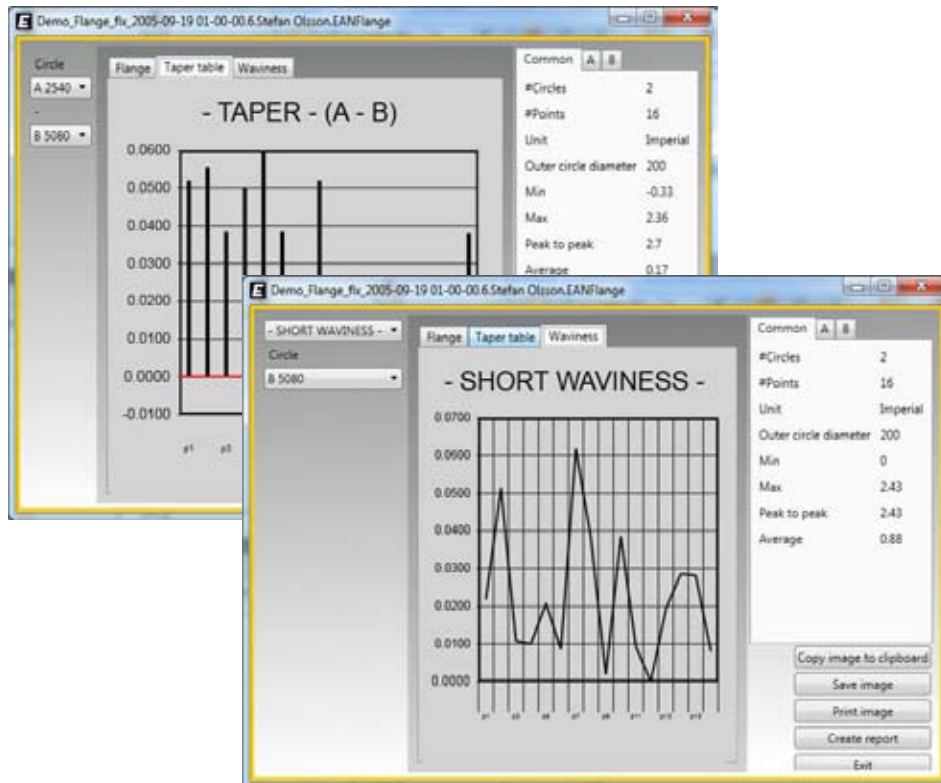 Demo_Flange_flx_2005-09-19 01-00-00.6.Stefan Olsson.EANFlange
Circle
A 2540
-
B 5080
Flange Taper table Waviness
- TAPER - (A - B)
0.0600
0.0500
0.0400
0.0300
0.0200
0.0100
0.0000
-0.0100
p1 p3
Common A B
#Circles 2
#Points 16
Unit Imperial
Outer circle diameter 200
Min -0.33
Max 2.36
Peak to peak 2.7
Average 0.17
Demo_Flange_flx_2005-09-19 01-00-00.6.Stefan Olsson.EANFlange
- SHORT WAVINESS -
Circle
B 5080
Flange Taper table Waviness
- SHORT WAVINESS -
0.0700
0.0600
0.0500
0.0400
0.0300
0.0200
0.0100
0.0000
Common A B
#Circles 2
#Points 16
Unit Imperial
Outer circle diameter 200
Min 0
Max 2.43
Peak to peak 2.43
Average 0.88
Copy image to clipboard
Save image
Print image
Create report
Exit